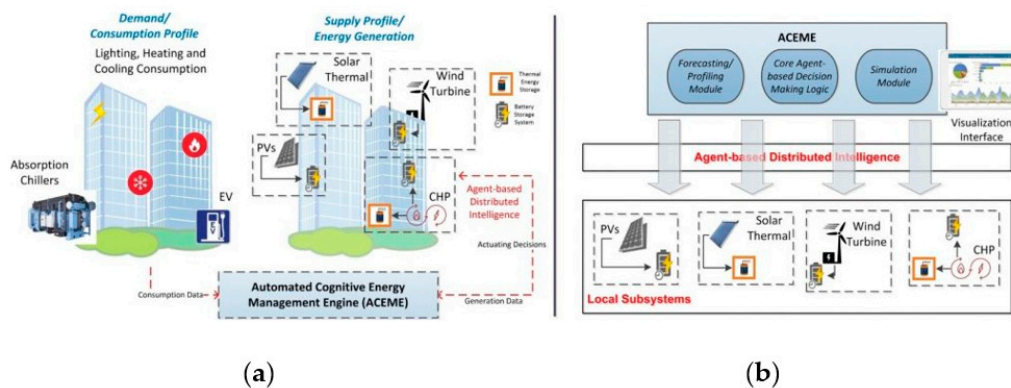 Demand/
Consumption Profile
Lighting, Heating and
Cooling Consumption
Absorption
Chillers
EV
Supply Profile/
Energy Generation
Solar
Thermal
Wind
Turbine
Thermal
Energy
Storage
Battery
Storage
System
PVs
CHP
Agent-based
Distributed
Intelligence
Actuating Decisions
Consumption Data
Automated Cognitive Energy
Management Engine (ACEME)
Generation Data
(a)
ACEME
Forecasting/
Profiling
Module
Core Agent-
based Decision
Making Logic
Simulation
Module
Visualization
Interface
Agent-based Distributed Intelligence
PVs
Solar
Thermal
Wind
Turbine
CHP
Local Subsystems
(b)